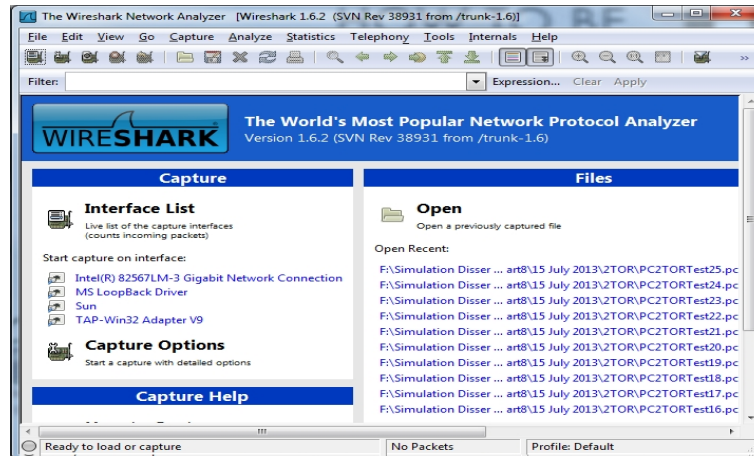 The Wireshark Network Analyzer [Wireshark 1.6.2 (SVN Rev 38931 from /trunk-1.6)]
File Edit View Go Capture Analyze Statistics Telephony Tools Internals Help
Filter: Expression... Clear Apply
WIRESHARK
The World's Most Popular Network Protocol Analyzer
Version 1.6.2 (SVN Rev 38931 from /trunk-1.6)
Capture
Interface List
Live list of the capture interfaces
(counts incoming packets)
Start capture on interface:
Intel(R) 82567LM-3 Gigabit Network Connection
MS LoopBack Driver
Sun
TAP-Win32 Adapter V9
Capture Options
Start a capture with detailed options
Capture Help
Files
Open
Open a previously captured file
Open Recent:
F:\Simulation Disser ... art8\15 July 2013\2TOR\PC2TORTest25.pc
F:\Simulation Disser ... art8\15 July 2013\2TOR\PC2TORTest24.pc
F:\Simulation Disser ... art8\15 July 2013\2TOR\PC2TORTest23.pc
F:\Simulation Disser ... art8\15 July 2013\2TOR\PC2TORTest22.pc
F:\Simulation Disser ... art8\15 July 2013\2TOR\PC2TORTest21.pc
F:\Simulation Disser ... art8\15 July 2013\2TOR\PC2TORTest20.pc
F:\Simulation Disser ... art8\15 July 2013\2TOR\PC2TORTest19.pc
F:\Simulation Disser ... art8\15 July 2013\2TOR\PC2TORTest18.pc
F:\Simulation Disser ... art8\15 July 2013\2TOR\PC2TORTest17.pc
F:\Simulation Disser ... art8\15 July 2013\2TOR\PC2TORTest16.pc
Ready to load or capture No Packets Profile: Default